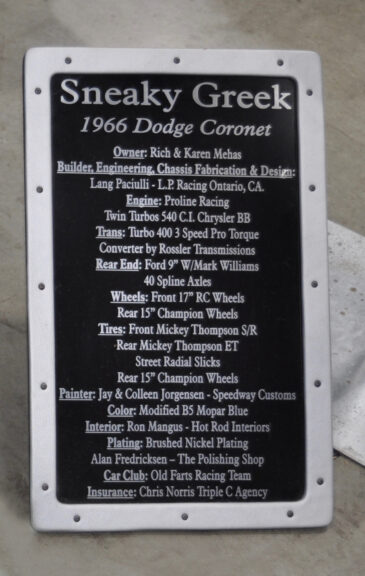 Sneaky Greek
1966 Dodge Coronet
Owner: Rich & Karen Mehas
Builder, Engineering, Chassis Fabrication & Design:
Lang Paciulli - L.P. Racing Ontario, CA.
Engine: Proline Racing
Twin Turbos 540 C.I. Chrysler BB
Trans: Turbo 400 3 Speed Pro Torque
Converter by Rossler Transmissions
Rear End: Ford 9" W/Mark Williams
40 Spline Axles
Wheels: Front 17" RC Wheels
Rear 15" Champion Wheels
Tires: Front Mickey Thompson S/R
Rear Mickey Thompson ET
Street Radial Slicks
Rear 15" Champion Wheels
Painter: Jay & Colleen Jorgensen - Speedway Customs
Color: Modified B5 Mopar Blue
Interior: Ron Mangus - Hot Rod Interiors
Plating: Brushed Nickel Plating
Alan Fredricksen – The Polishing Shop
Car Club: Old Farts Racing Team
Insurance: Chris Norris Triple C Agency